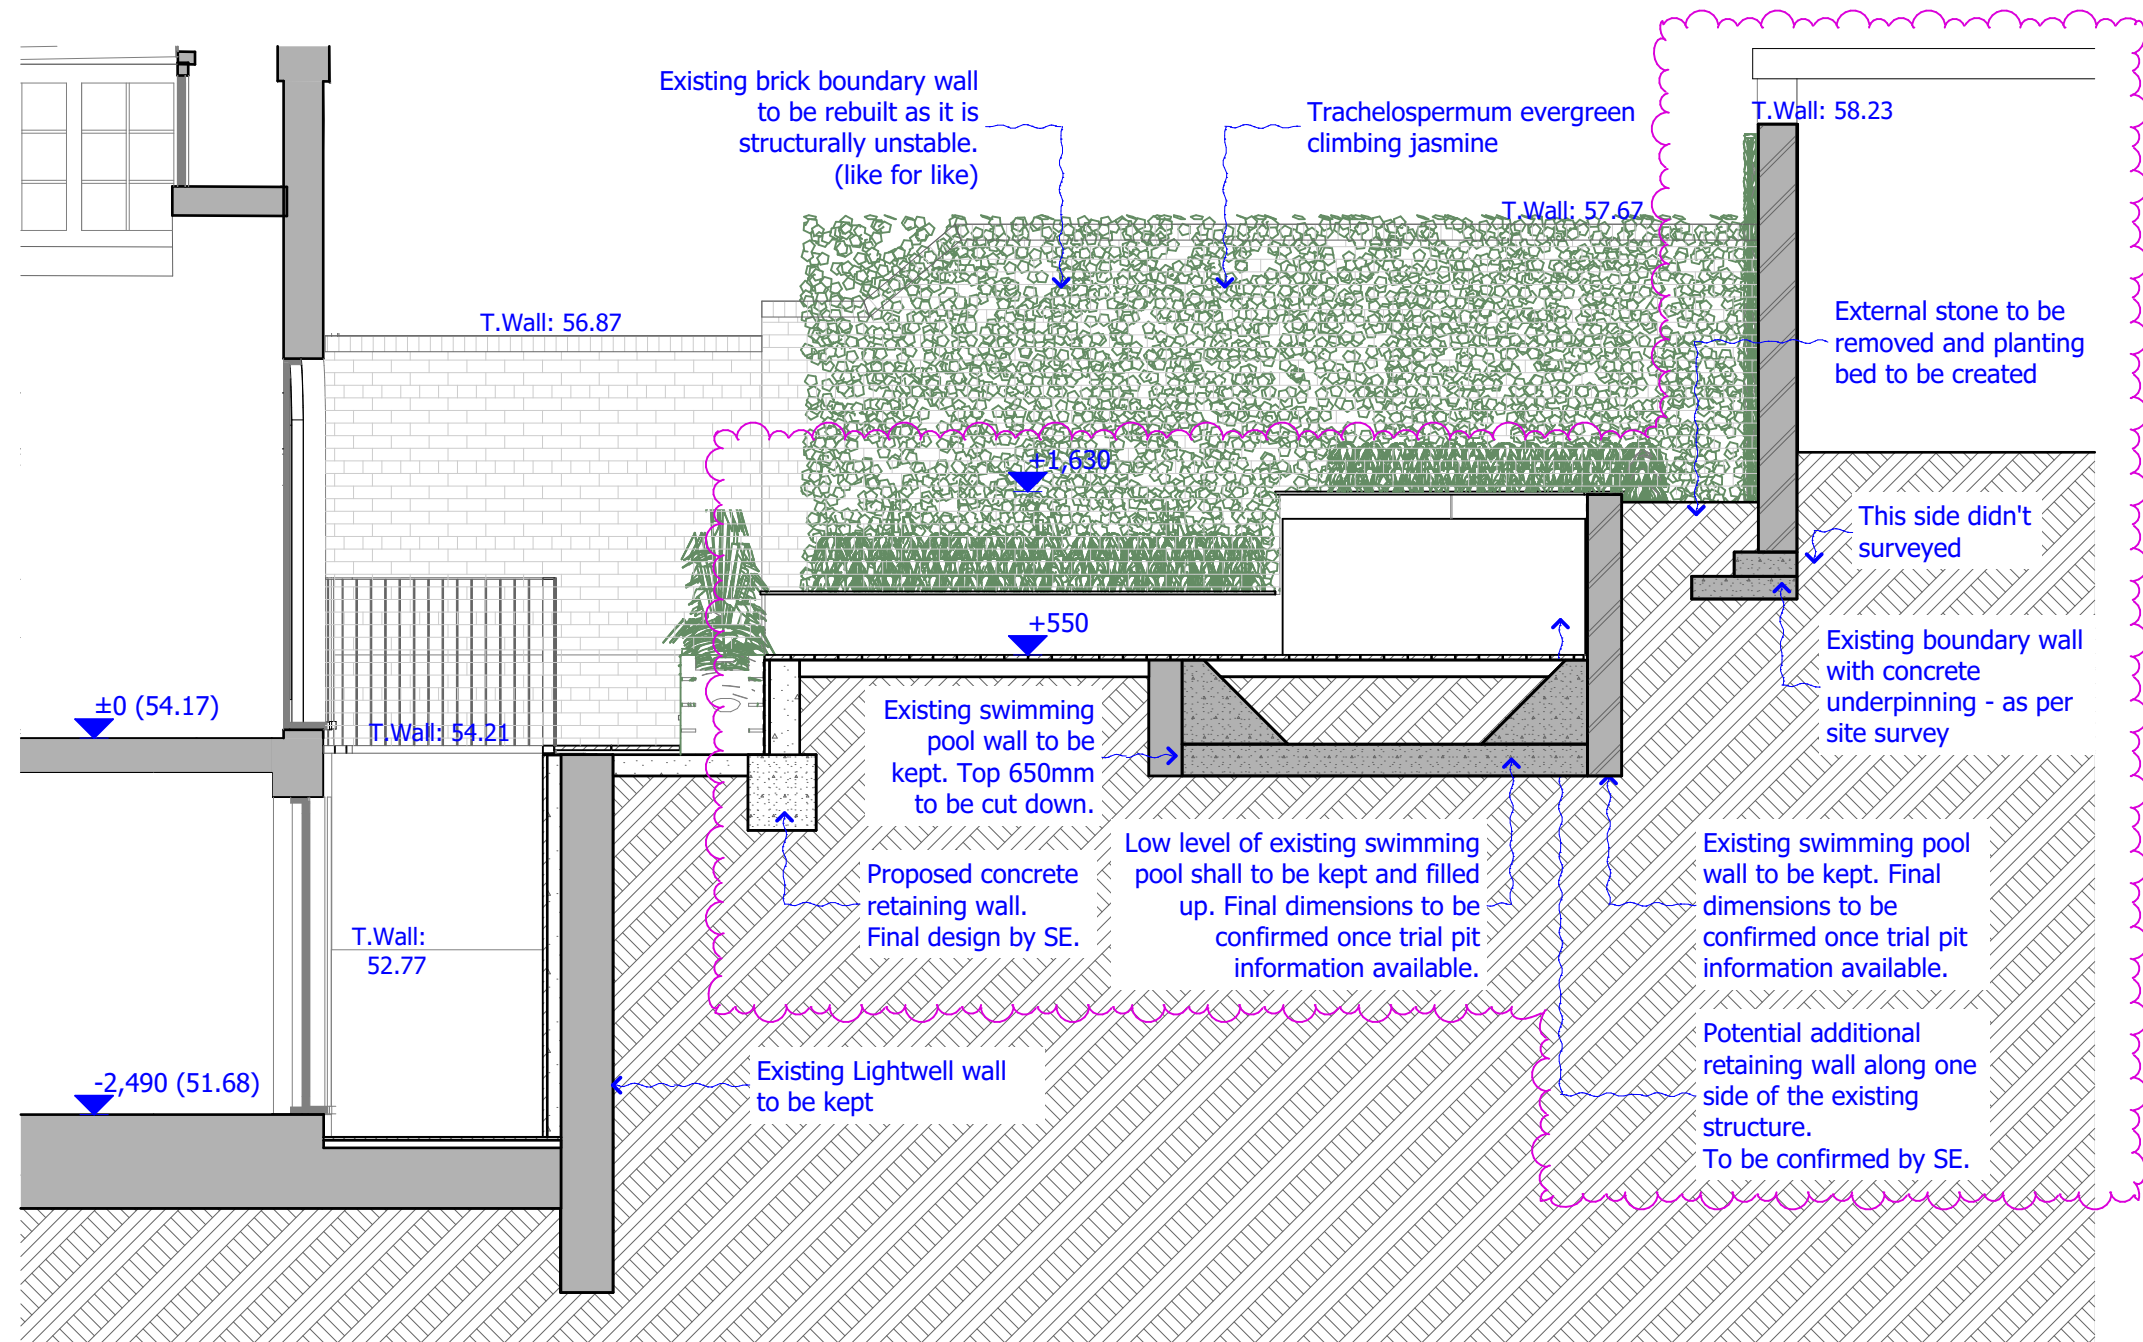 Existing brick boundary wall
to be rebuilt as it is
structurally unstable.
(like for like)
Trachelospermum evergreen
climbing jasmine
T.Wall: 58.23
T.Wall: 57.67
T.Wall: 56.87
External stone to be
removed and planting
bed to be created
+1,630
This side didn't
surveyed
+550
Existing boundary wall
with concrete
underpinning - as per
site survey
±0 (54.17)
T.Wall: 54.21
Existing swimming
pool wall to be
kept. Top 650mm
to be cut down.
Proposed concrete
retaining wall.
Final design by SE.
Low level of existing swimming
pool shall to be kept and filled
up. Final dimensions to be
confirmed once trial pit
information available.
Existing swimming pool
wall to be kept. Final
dimensions to be
confirmed once trial pit
information available.
T.Wall:
52.77
-2,490 (51.68)
Existing Lightwell wall
to be kept
Potential additional
retaining wall along one
side of the existing
structure.
To be confirmed by SE.